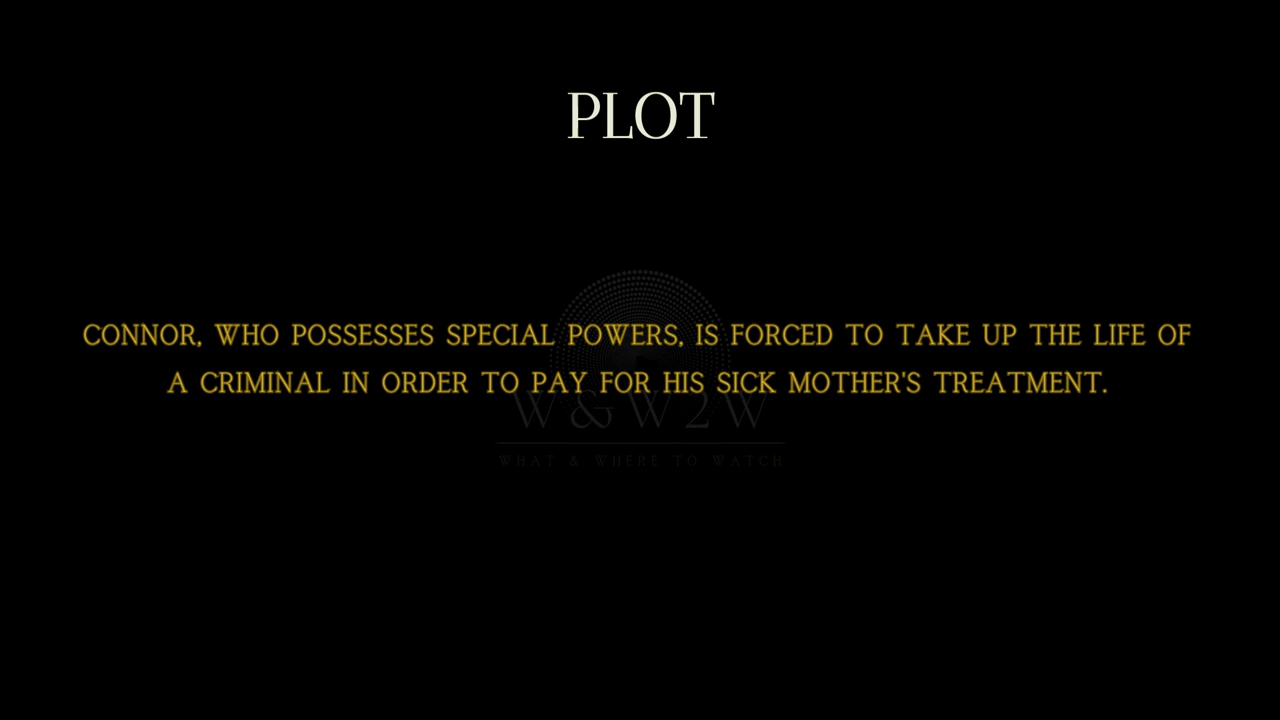 PLOT
CONNOR, WHO POSSESSES SPECIAL POWERS, IS FORCED TO TAKE UP THE LIFE OF
A CRIMINAL IN ORDER TO PAY FOR HIS SICK MOTHER'S TREATMENT.
W&W2W
WHAT & WHERE TO WATCH